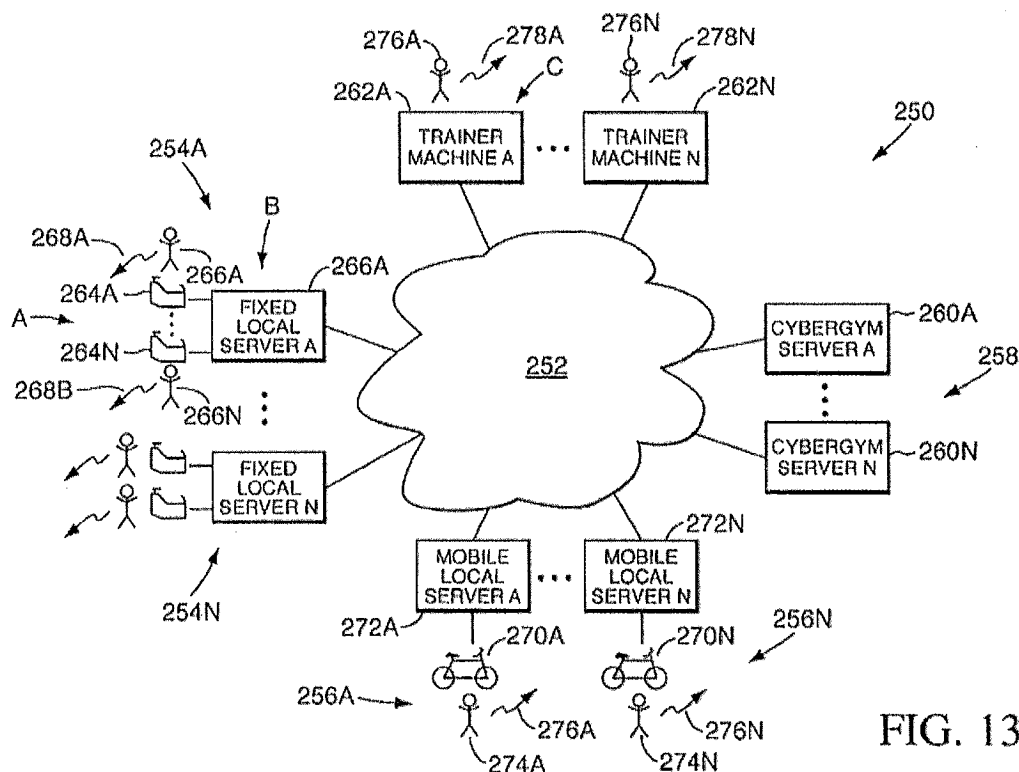 276A
278A
276N
278N
C
262A
262N
TRAINER
MACHINE A
TRAINER
MACHINE N
250
254A
B
268A
266A
266A
264A
A
FIXED
LOCAL
SERVER A
264N
268B
266N
252
CYBERGYM
SERVER A
260A
258
CYBERGYM
SERVER N
260N
FIXED
LOCAL
SERVER N
254N
272N
MOBILE
LOCAL
SERVER A
MOBILE
LOCAL
SERVER N
272A
270A
270N
256N
256A
276A
276N
274A
274N
FIG. 13